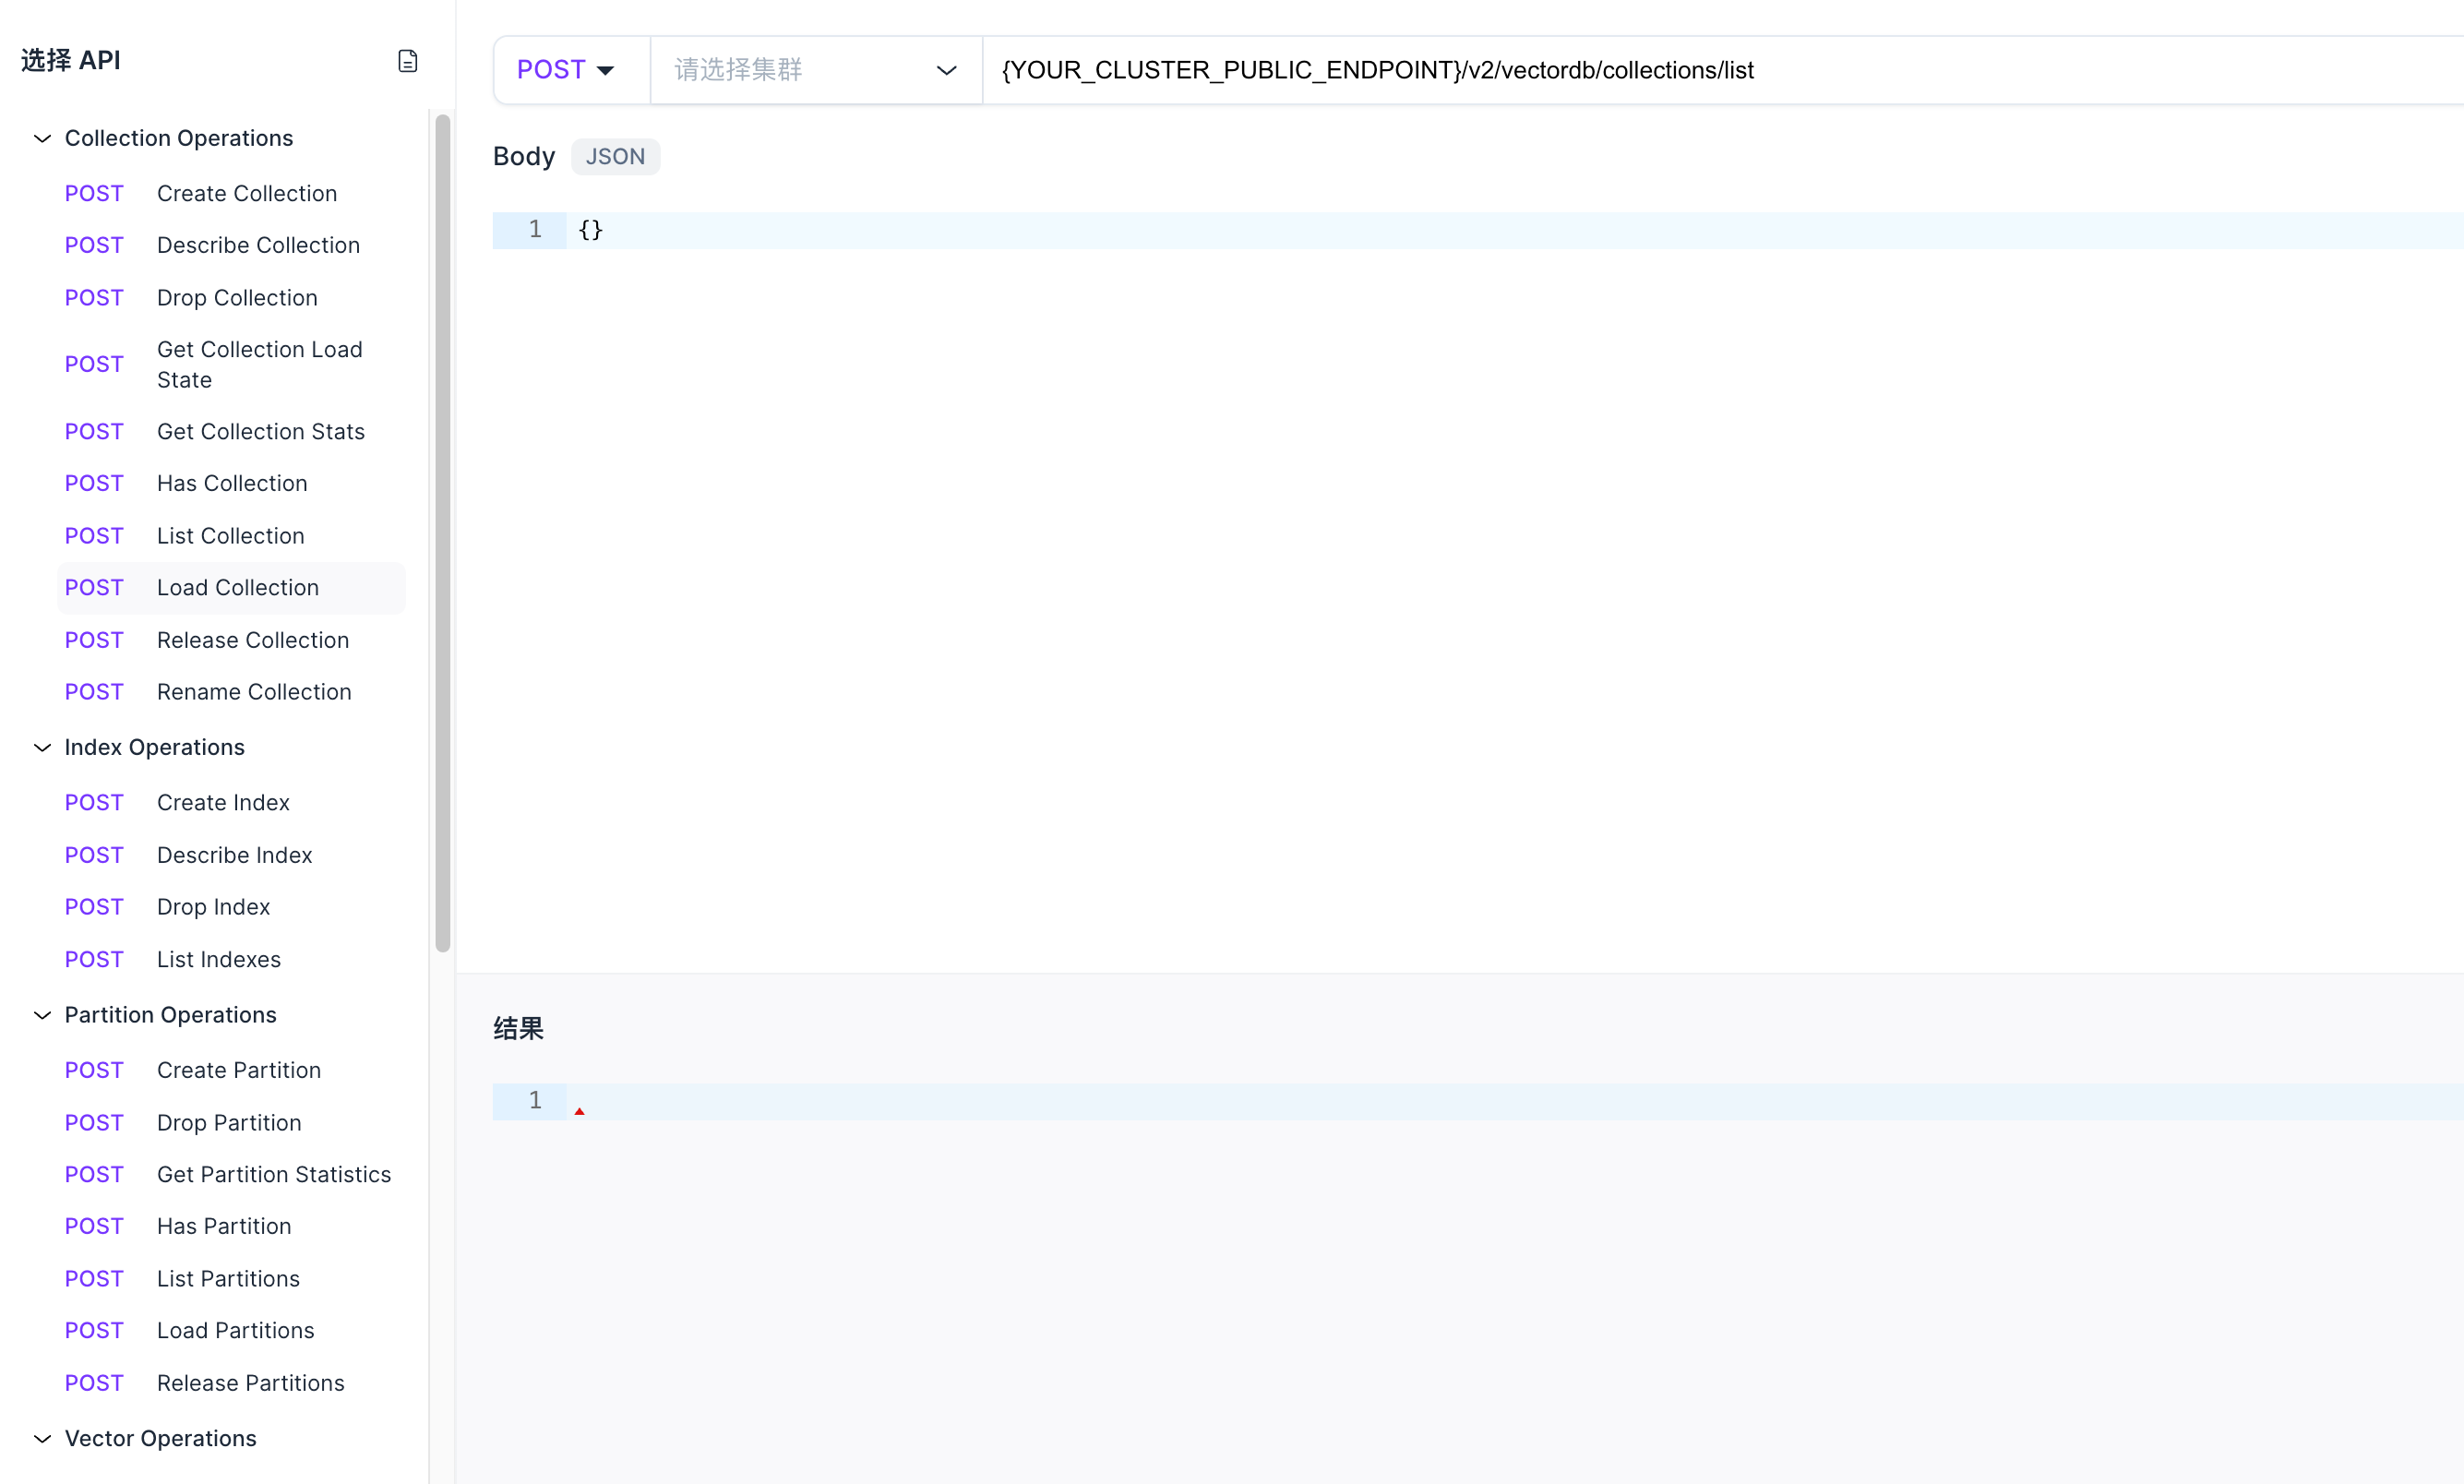 选择 API
Collection Operations
POST Create Collection
POST Describe Collection
POST Drop Collection
POST Get Collection Load
State
POST Get Collection Stats
POST Has Collection
POST List Collection
POST Load Collection
POST Release Collection
POST Rename Collection
Index Operations
POST Create Index
POST Describe Index
POST Drop Index
POST List Indexes
Partition Operations
POST Create Partition
POST Drop Partition
POST Get Partition Statistics
POST Has Partition
POST List Partitions
POST Load Partitions
POST Release Partitions
Vector Operations
POST 请选择集群 {YOUR_CLUSTER_PUBLIC_ENDPOINT}/v2/vectordb/collections/list
Body JSON
1 {}
结果
1